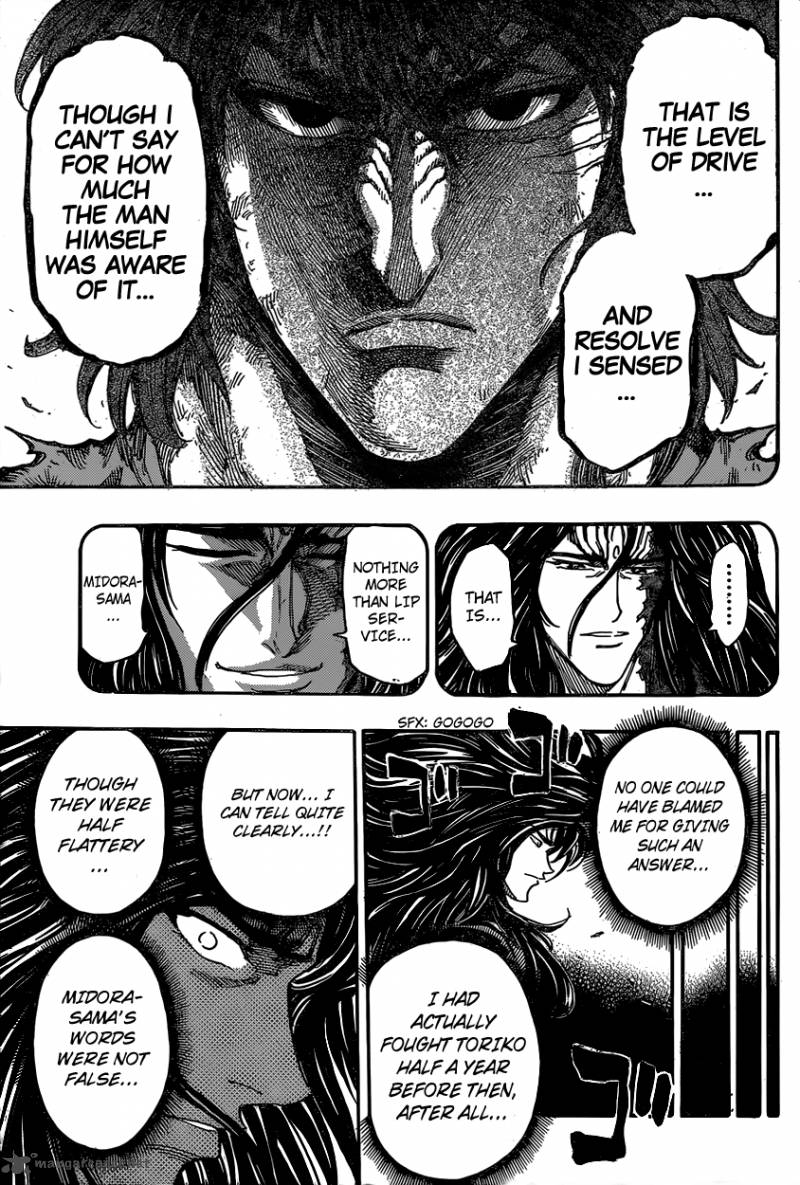 THAT IS
THE LEVEL
OF DRIVE
...
AND
RESOLVE
I SENSED
...
THOUGH I
CAN'T SAY
FOR HOW
MUCH
THE MAN
HIMSELF
WAS AWARE
OF IT...
........
THAT
IS...
NOTHING
MORE
THAN LIP
SER-
VICE...
MIDORA-
SAMA
...
SFX: GOGOGO
NO ONE COULD
HAVE BLAMED
ME FOR GIVING
SUCH AN
ANSWER...
ゴゴ
I HAD
ACTUALLY
FOUGHT TORIKO
HALF A YEAR
BEFORE THEN,
AFTER ALL...
ゴ
BUT NOW... I
CAN TELL QUITE
CLEARLY...!!
THOUGH
THEY WERE
HALF
FLATTERY
...
MIDORA-
SAMA'S
WORDS
WERE NOT
FALSE...